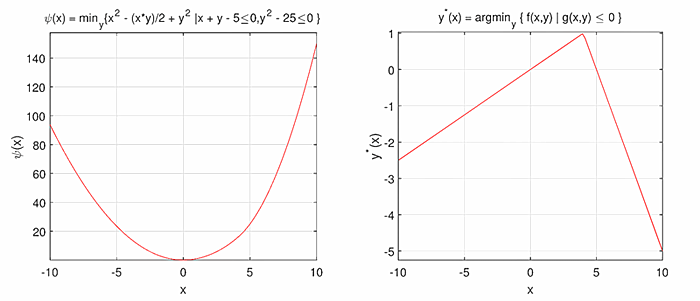 ψ(x) = min_y{x² - (x*y)/2 + y² |x + y - 5≤0,y² - 25≤0 }
140
120
100
80
60
40
20
ψ(x)
-10 -5 0 5 10
x
y*(x) = argmin_y { f(x,y) | g(x,y) ≤ 0 }
1
0
-1
-2
-3
-4
-5
y*(x)
-10 -5 0 5 10
x